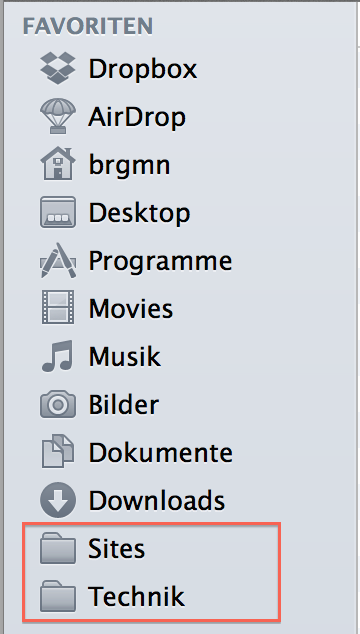 FAVORITEN
Dropbox
AirDrop
brgmn
Desktop
Programme
Movies
Musik
Bilder
Dokumente
Downloads
Sites
Technik